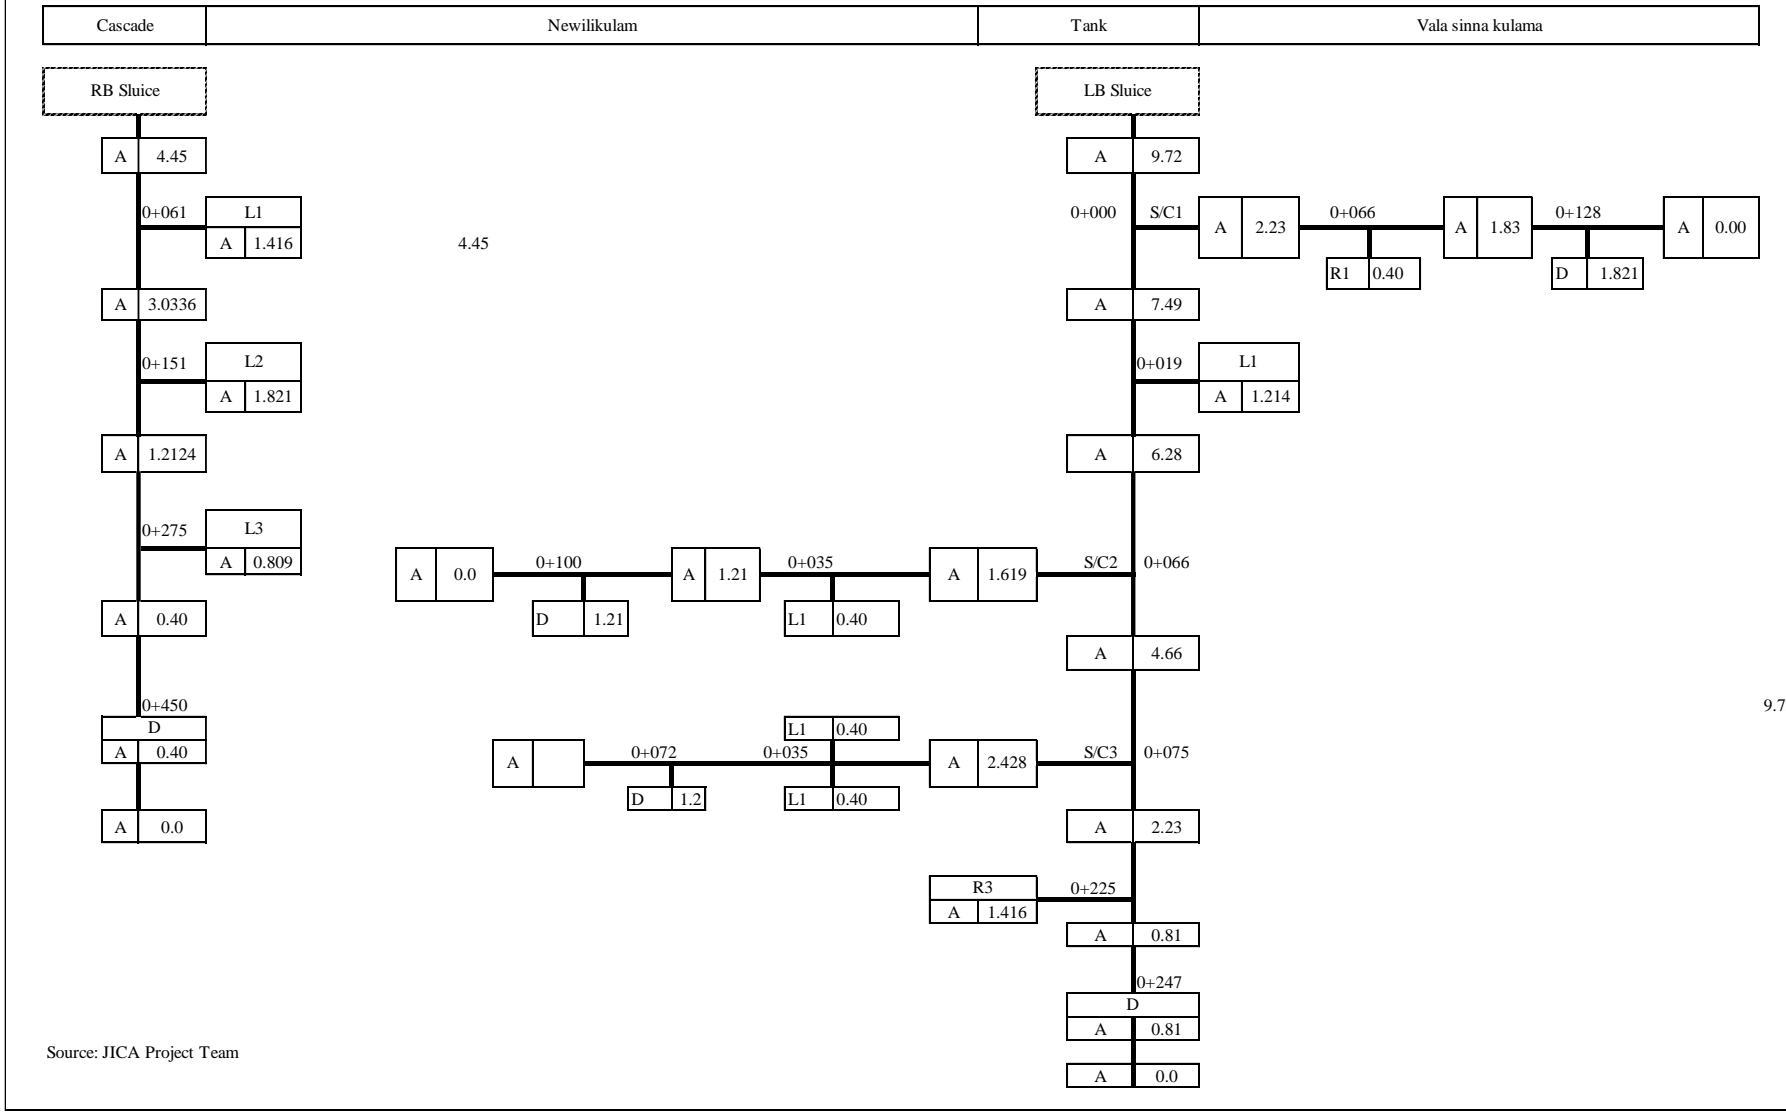 Cascade Newilikulam Tank Vala sinna kulama
RB Sluice LB Sluice
A 4.45 A 9.72
0+061 L1 0+000 S/C1 A 2.23 0+066 A 1.83 0+128 A 0.00
A 1.416 4.45
R1 0.40 D 1.821
A 3.0336 A 7.49
0+151 L2 0+019 L1
A 1.821 A 1.214
A 1.2124 A 6.28
0+275 L3
A 0.809 A 0.0 0+100 A 1.21 0+035 A 1.619 S/C2 0+066
A 0.40 D 1.21 L1 0.40
A 4.66
0+450 9.7
D L1 0.40
A 0.40 A 0+072 0+035 A 2.428 S/C3 0+075
D 1.2 L1 0.40
A 0.0 A 2.23
R3 0+225
A 1.416
A 0.81
0+247
D
A 0.81
Source: JICA Project Team
A 0.0